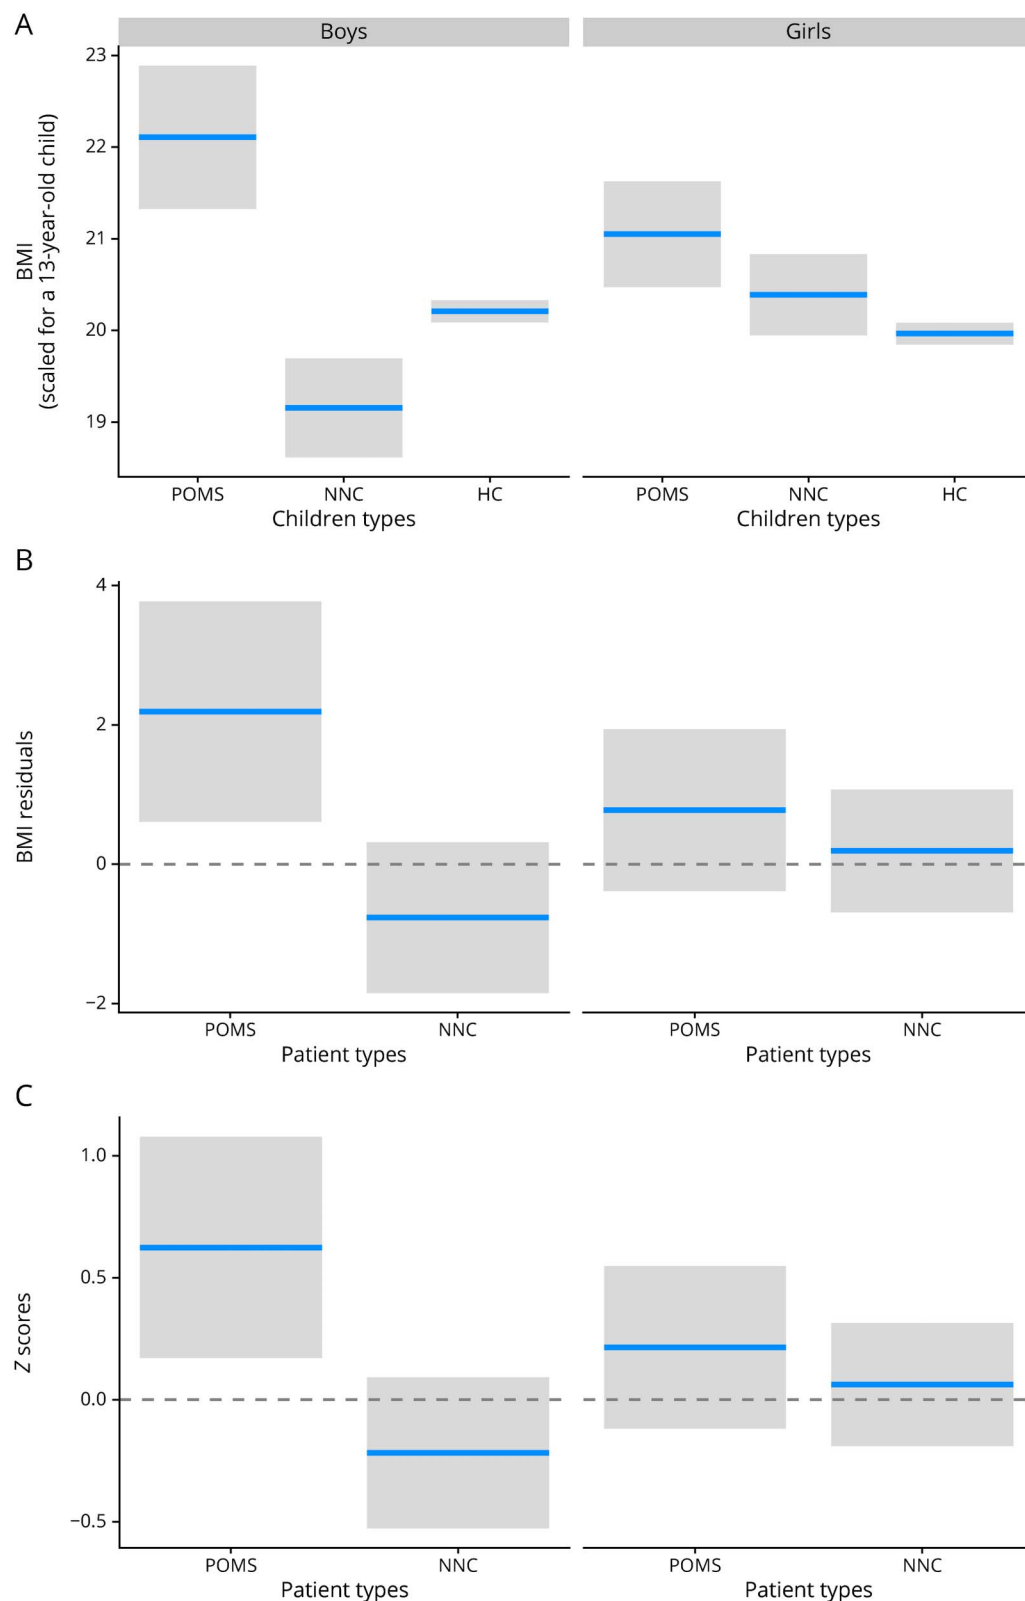 A
Boys
Girls
BMI
(scaled for a 13-year-old child)
23
22
21
20
19
POMS
NNC
HC
POMS
NNC
HC
Children types
Children types
B
BMI residuals
4
2
0
−2
POMS
NNC
POMS
NNC
Patient types
Patient types
C
Z scores
1.0
0.5
0.0
−0.5
POMS
NNC
POMS
NNC
Patient types
Patient types